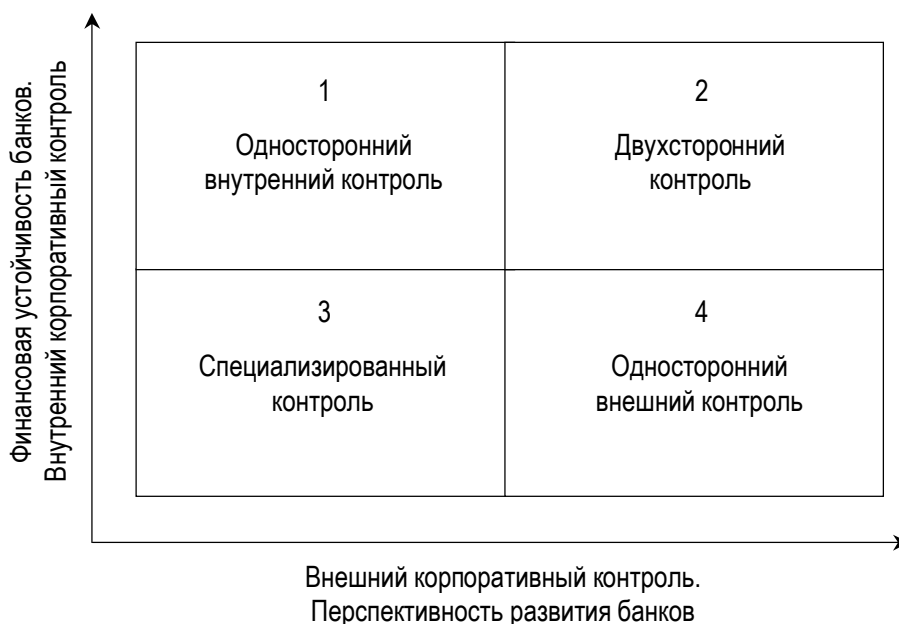 Финансовая устойчивость банков.
Внутренний корпоративный контроль
1
Односторонний
внутренний контроль
2
Двухсторонний
контроль
3
Специализированный
контроль
4
Односторонний
внешний контроль
Внешний корпоративный контроль.
Перспективность развития банков